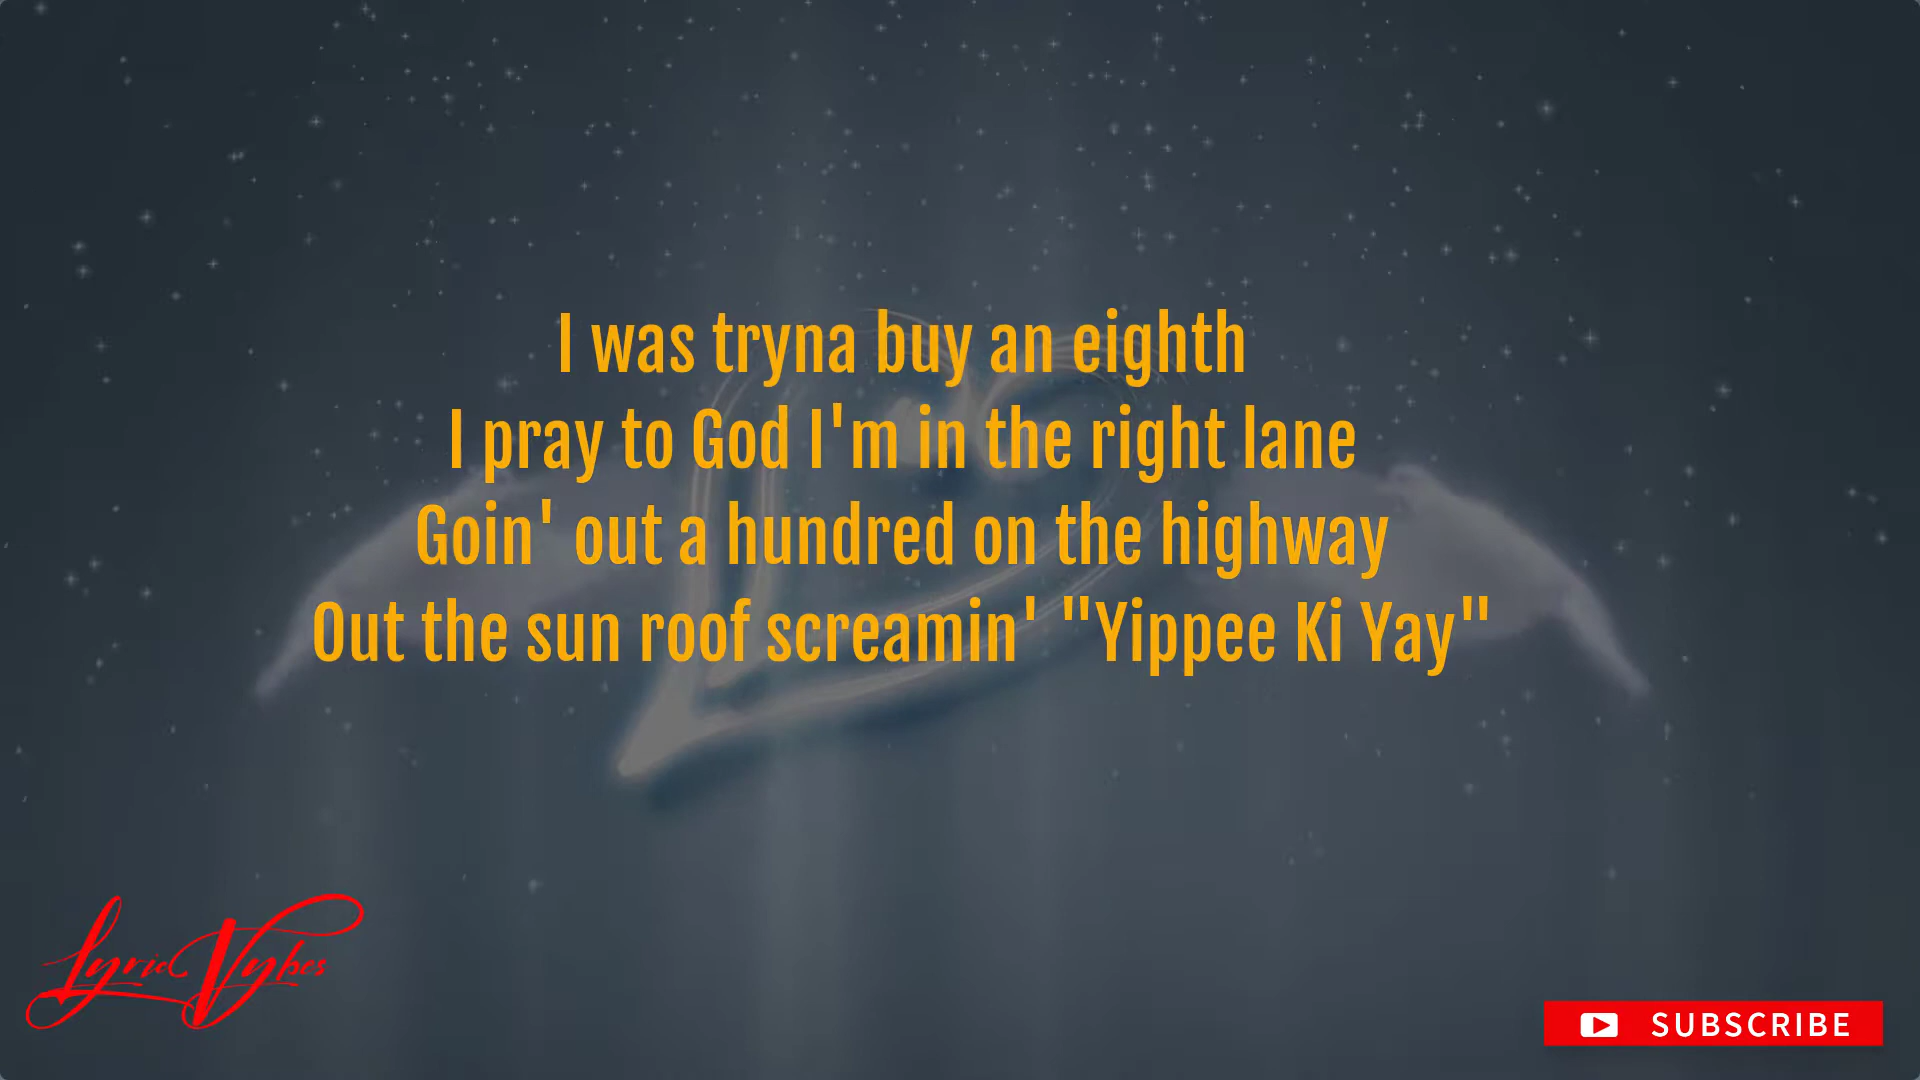 I was tryna buy an eighth
I pray to God I'm in the right lane
Goin' out a hundred on the highway
Out the sun roof screamin' "Yippee Ki Yay"
Lyric Vybes
SUBSCRIBE